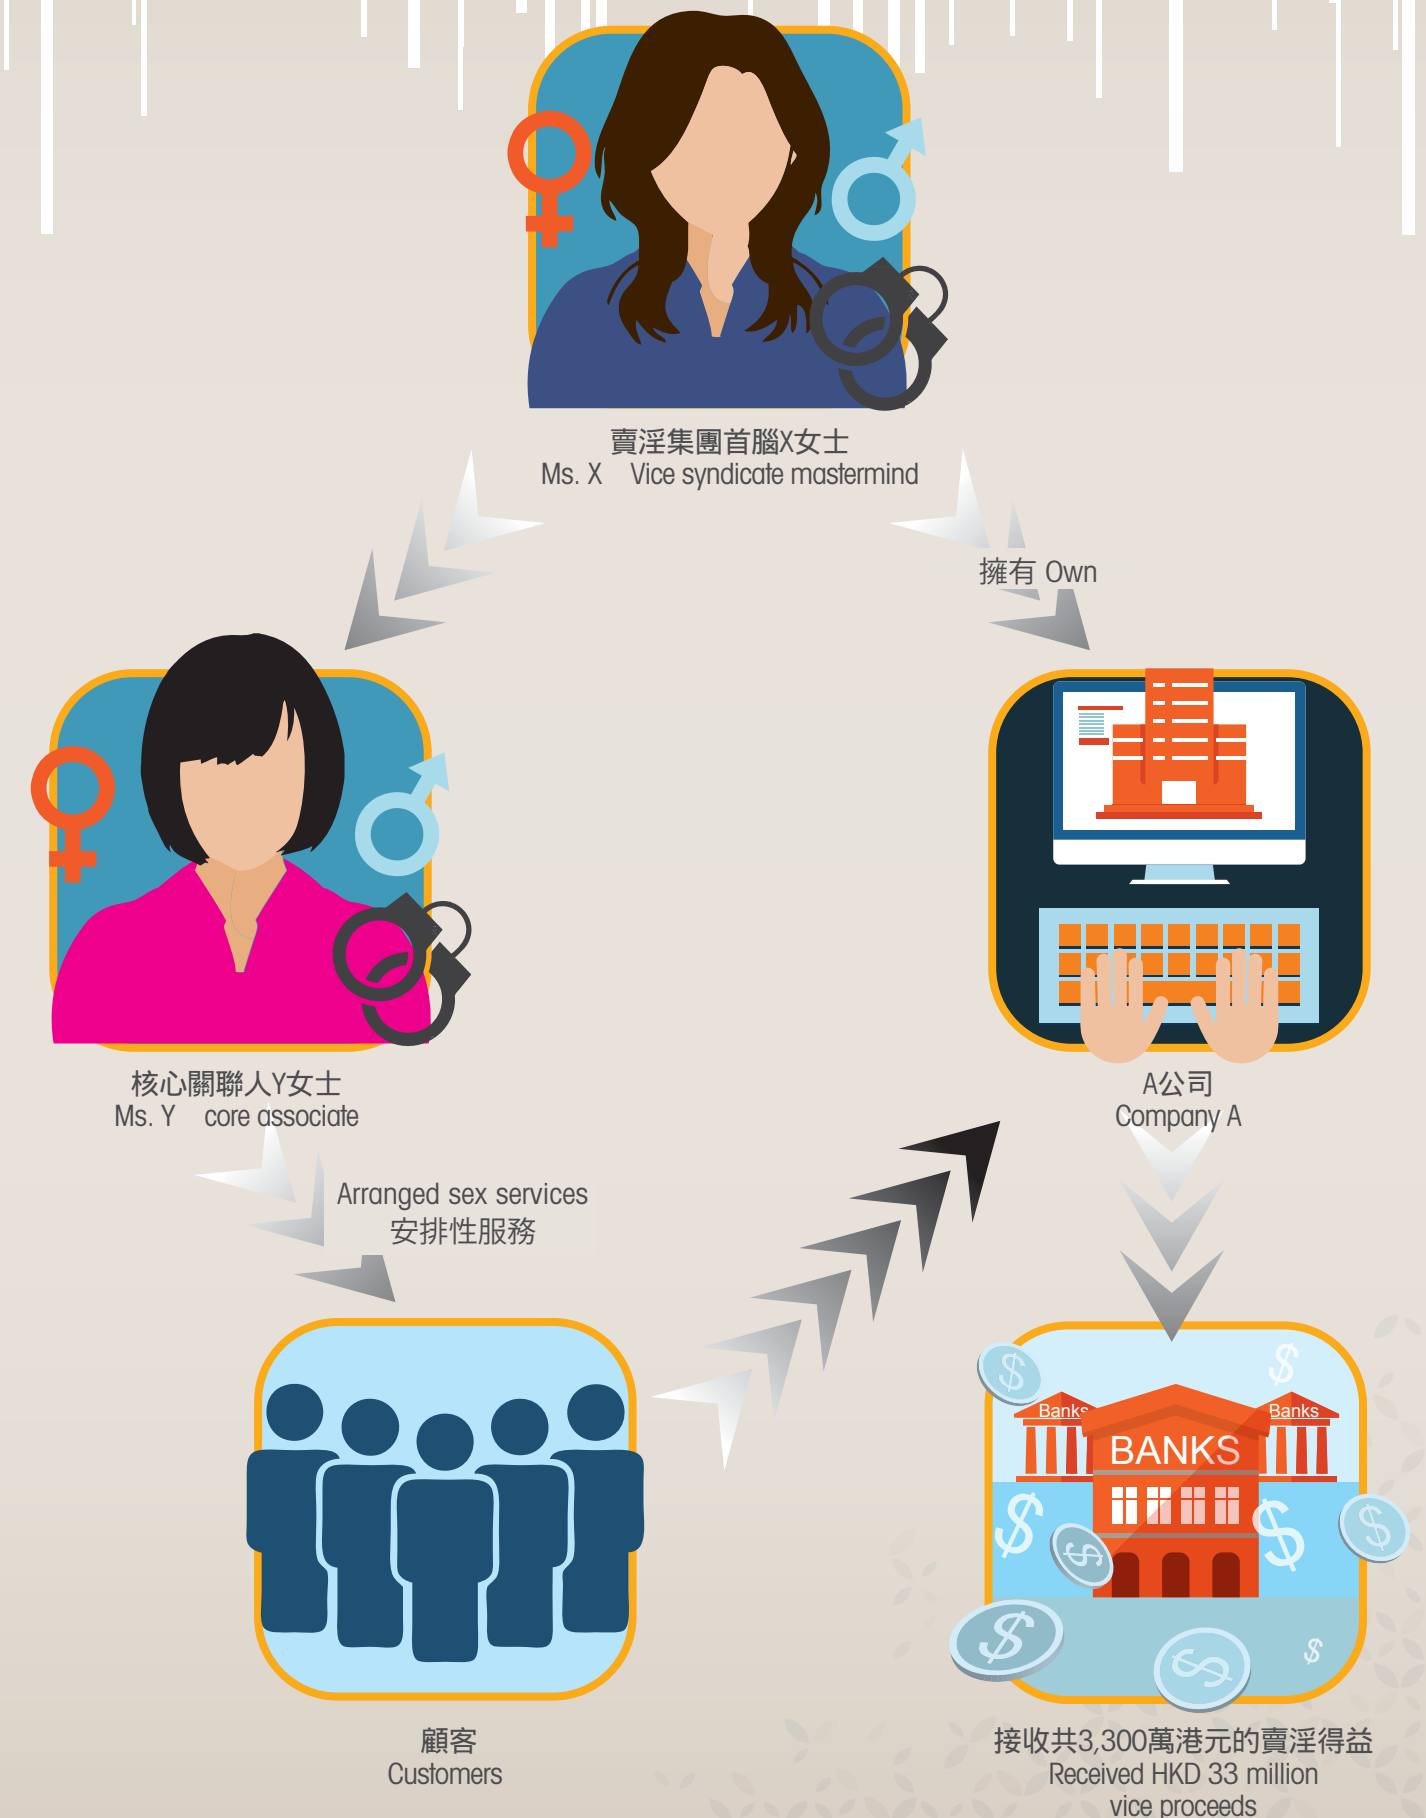 賣淫集團首腦X女士
Ms. X Vice syndicate mastermind
擁有 Own
核心關聯人Y女士
Ms. Y core associate
A公司
Company A
Arranged sex services
安排性服務
Banks
Banks
BANKS
顧客
Customers
接收共3,300萬港元的賣淫得益
Received HKD 33 million
vice proceeds